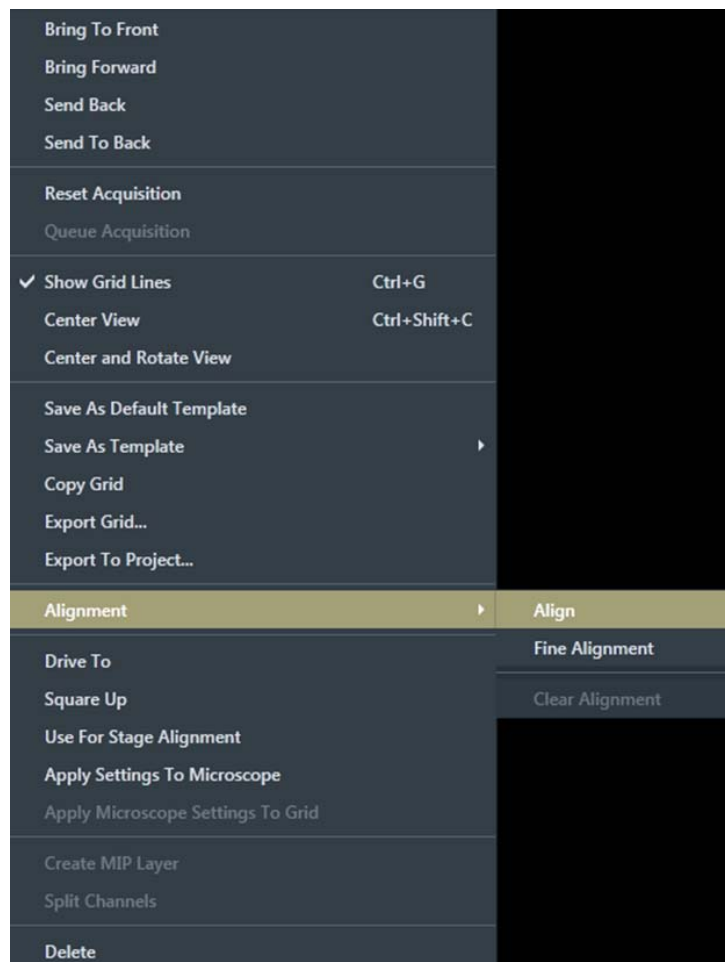 Bring To Front
Bring Forward
Send Back
Send To Back
Reset Acquisition
Queue Acquisition
Show Grid Lines Ctrl+G
Center View Ctrl+Shift+C
Center and Rotate View
Save As Default Template
Save As Template
Copy Grid
Export Grid...
Export To Project...
Alignment Align
Fine Alignment
Drive To
Square Up Clear Alignment
Use For Stage Alignment
Apply Settings To Microscope
Apply Microscope Settings To Grid
Create MIP Layer
Split Channels
Delete